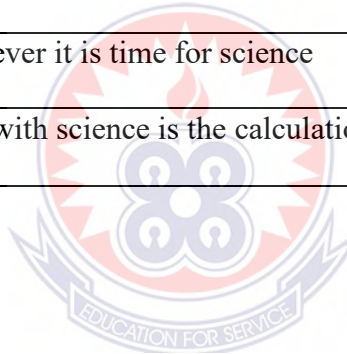 ever it is time for science
with science is the calculatio
EDUCATION FOR SERVICE